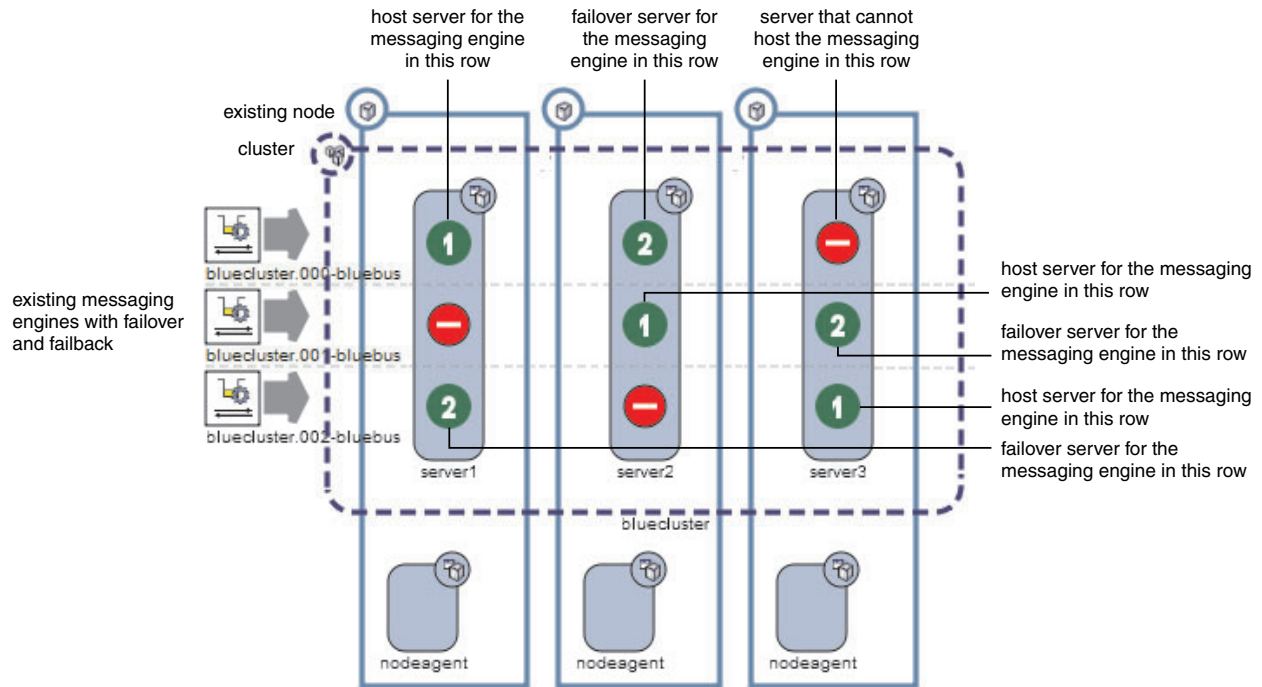 host server for the
messaging engine
in this row
failover server for
the messaging
engine in this row
server that cannot
host the messaging
engine in this row
existing node
cluster
1
2
bluecluster.000-bluebus
host server for the messaging
engine in this row
existing messaging
engines with failover
and failback
1
2
failover server for the
messaging engine in this row
bluecluster.001-bluebus
2
1
host server for the messaging
engine in this row
bluecluster.002-bluebus
failover server for the
messaging engine in this row
server1
server2
server3
bluecluster
nodeagent
nodeagent
nodeagent